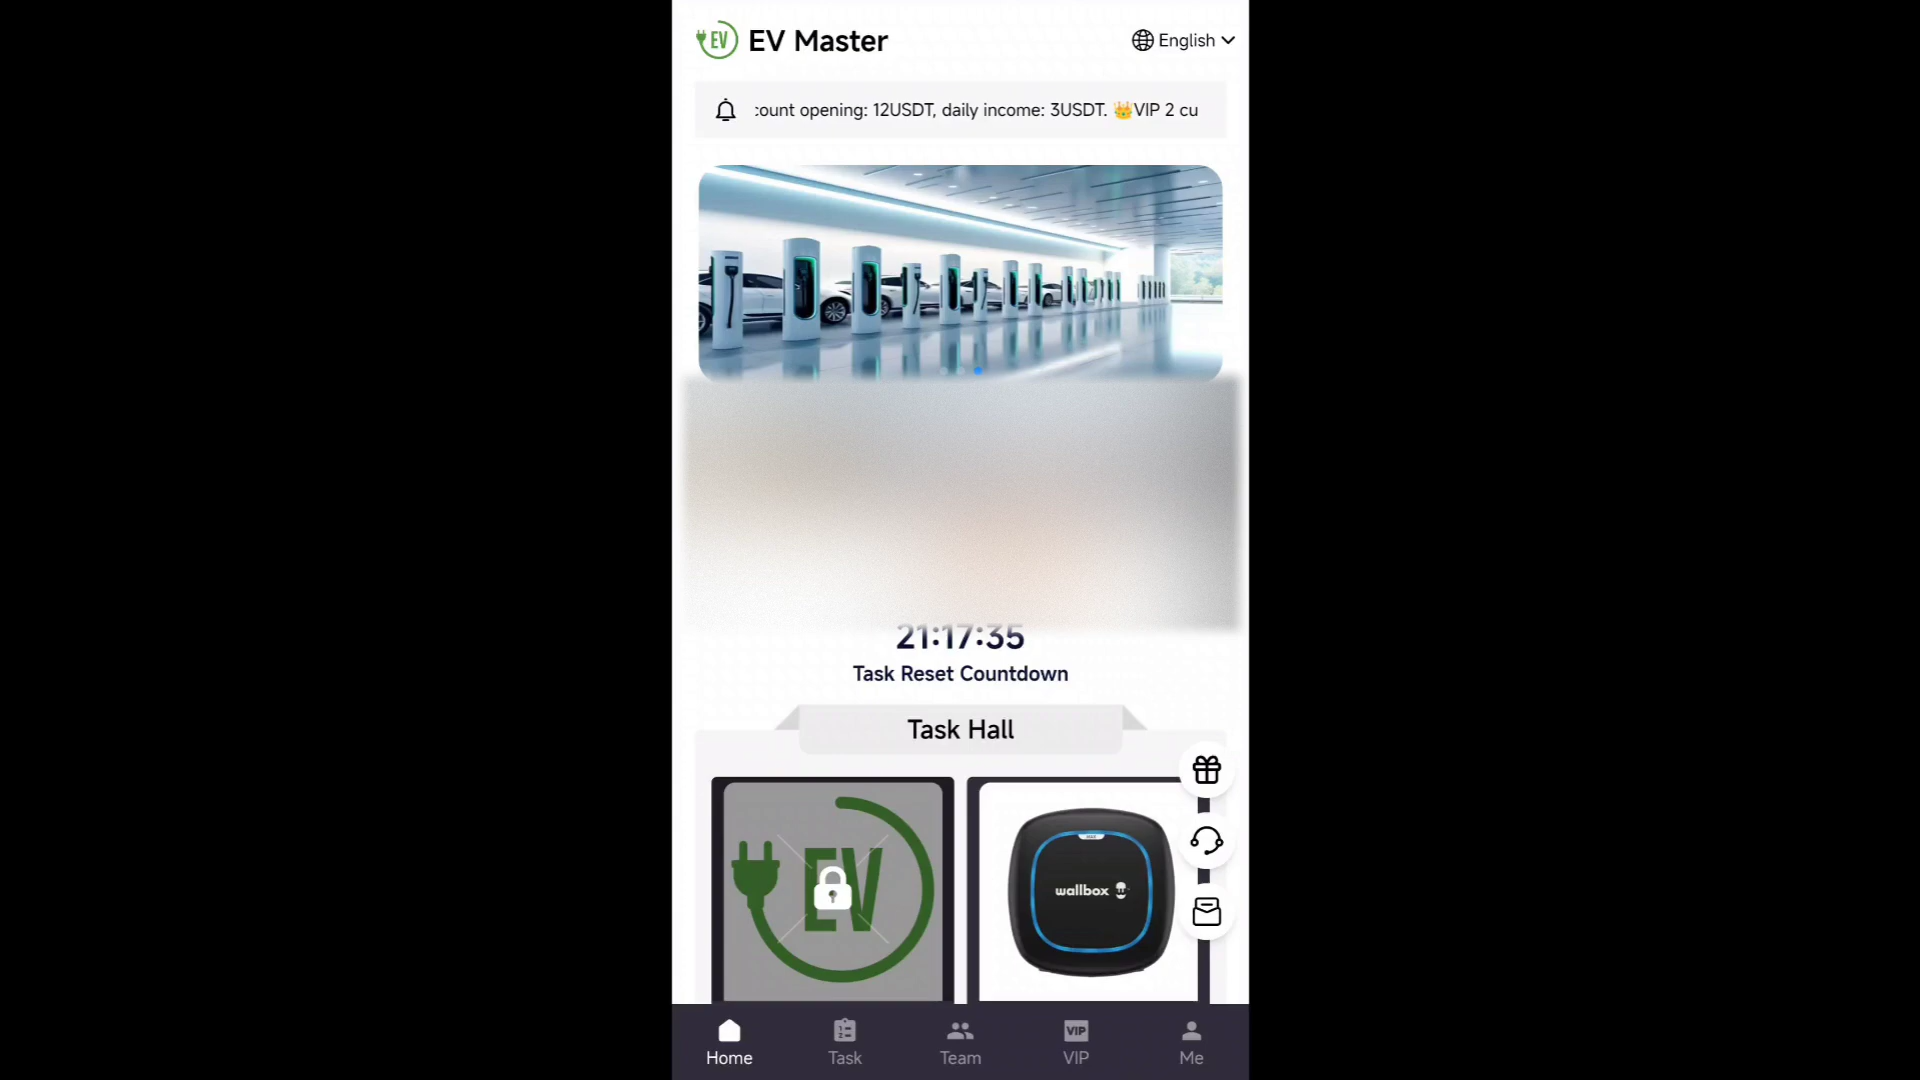 EV
EV Master
English
count opening: 12USDT, daily income: 3USDT. 👑VIP 2 cu
21:17:35
Task Reset Countdown
Task Hall
EV
wallbox
Home
Task
Team
VIP
VIP
Me